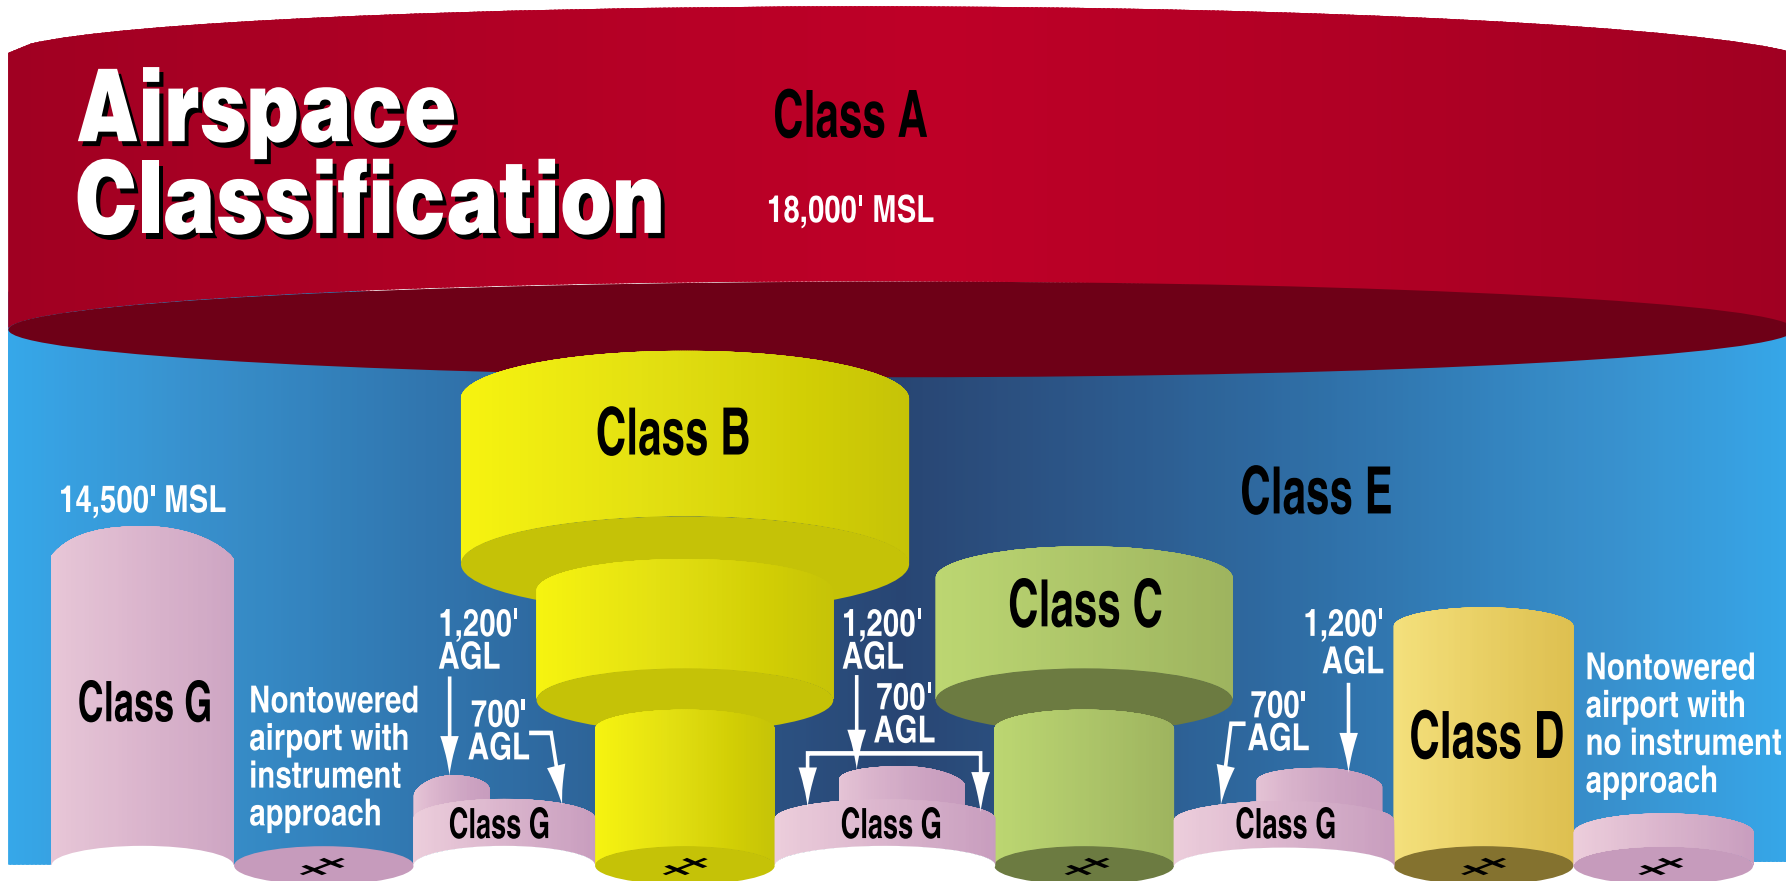 Airspace
Classification
Class A
18,000' MSL
Class B
Class E
14,500' MSL
Class G
Nontowered
airport with
instrument
approach
1,200'
AGL
700'
AGL
Class G
1,200'
AGL
700'
AGL
Class G
Class C
1,200'
AGL
700'
AGL
Class G
Class D
Nontowered
airport with
no instrument
approach